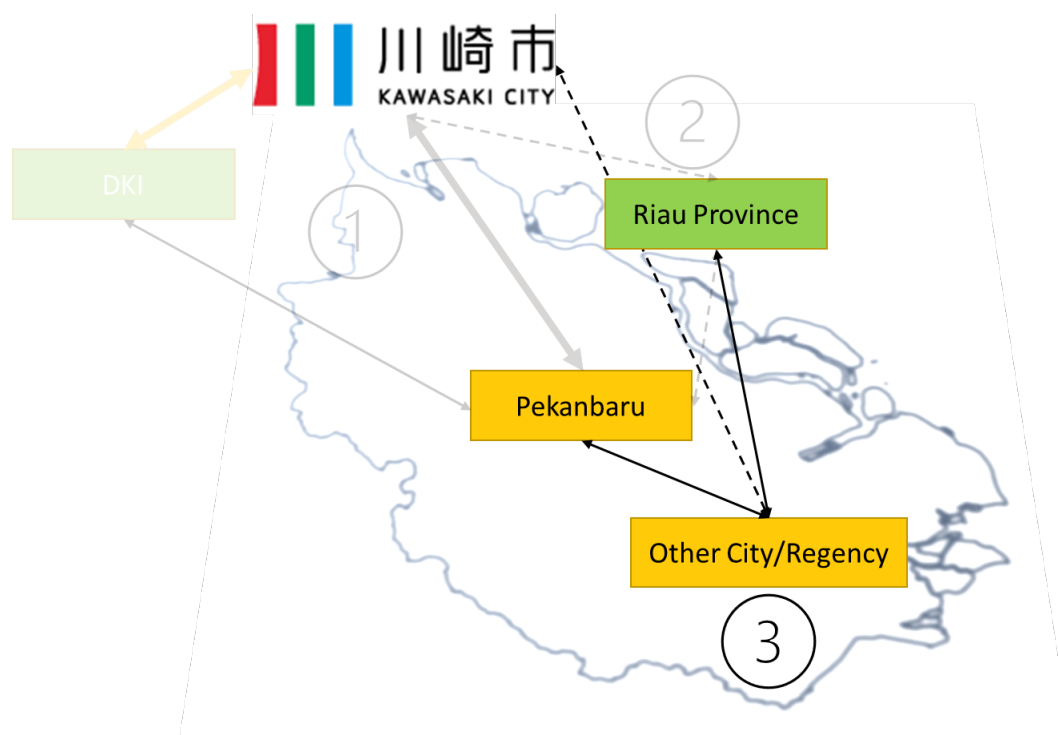 川崎市
KAWASAKI CITY
②
DKI
①
Riau Province
Pekanbaru
Other City/Regency
③